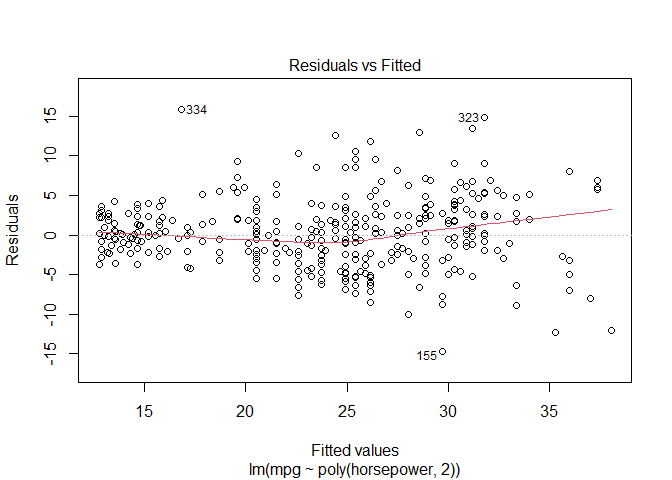 Residuals vs Fitted
15
10
5
0
-5
-10
-15
Residuals
334
323
155
15 20 25 30 35
Fitted values
lm(mpg ~ poly(horsepower, 2))